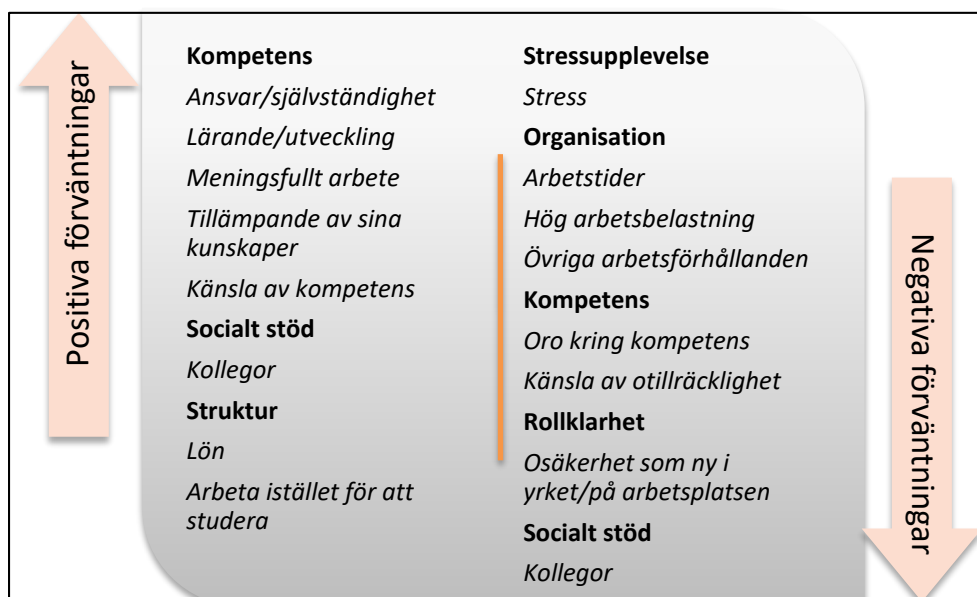 Positiva förväntningar
Kompetens
Ansvar/självständighet
Lärande/utveckling
Meningsfullt arbete
Tillämpande av sina
kunskaper
Känsla av kompetens
Socialt stöd
Kollegor
Struktur
Lön
Arbeta istället för att
studera
Stressupplevelse
Stress
Organisation
Arbetstider
Hög arbetsbelastning
Övriga arbetsförhållanden
Kompetens
Oro kring kompetens
Känsla av otillräcklighet
Rollklarhet
Osäkerhet som ny i
yrket/på arbetsplatsen
Socialt stöd
Kollegor
Negativa förväntningar